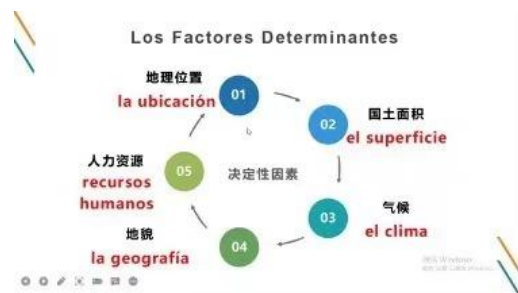 Los Factores Determinantes
地理位置
la ubicación
01
国土面积
el superficie
02
气候
el clima
03
地貌
la geografía
04
人力资源
recursos
humanos
05
决定性因素